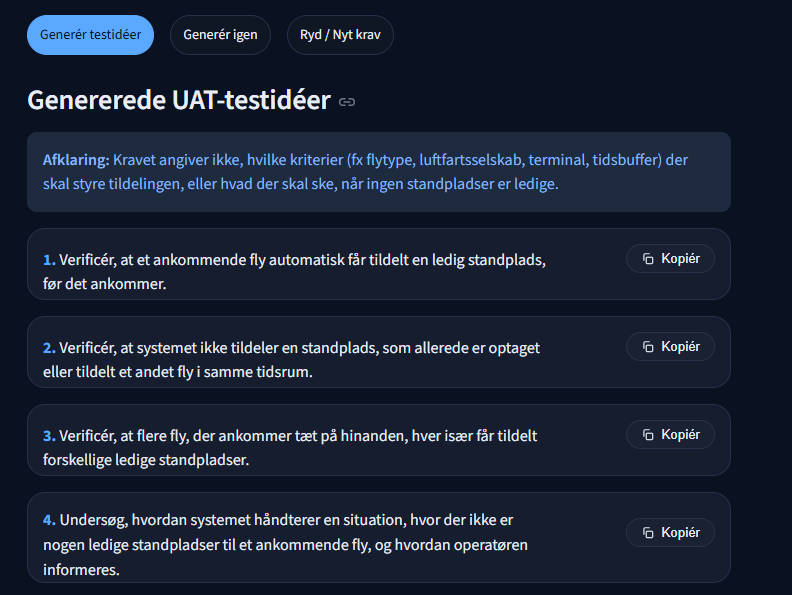 Generér testidéer
Generér igen
Ryd / Nyt krav
Genererede UAT-testidéer
Afklaring: Kravet angiver ikke, hvilke kriterier (fx flytype, luftfartsselskab, terminal, tidsbuffer) der
skal styre tildelingen, eller hvad der skal ske, når ingen standpladser er ledige.
1. Verificér, at et ankommende fly automatisk får tildelt en ledig standplads,
før det ankommer.
Kopiér
2. Verificér, at systemet ikke tildeler en standplads, som allerede er optaget
eller tildelt et andet fly i samme tidsrum.
Kopiér
3. Verificér, at flere fly, der ankommer tæt på hinanden, hver især får tildelt
forskellige ledige standpladser.
Kopiér
4. Undersøg, hvordan systemet håndterer en situation, hvor der ikke er
nogen ledige standpladser til et ankommende fly, og hvordan operatøren
informeres.
Kopiér